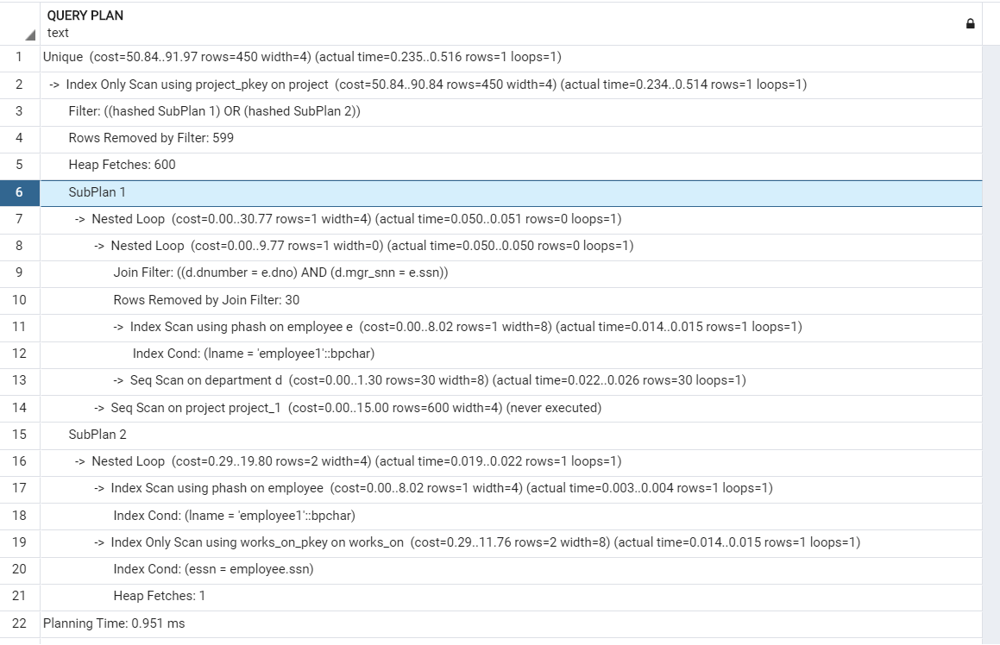 QUERY PLAN
text
1 Unique (cost=50.84..91.97 rows=450 width=4) (actual time=0.235..0.516 rows=1 loops=1)
2 -> Index Only Scan using project_pkey on project (cost=50.84..90.84 rows=450 width=4) (actual time=0.234..0.514 rows=1 loops=1)
3 Filter: ((hashed SubPlan 1) OR (hashed SubPlan 2))
4 Rows Removed by Filter: 599
5 Heap Fetches: 600
6 SubPlan 1
7 -> Nested Loop (cost=0.00..30.77 rows=1 width=4) (actual time=0.050..0.051 rows=0 loops=1)
8 -> Nested Loop (cost=0.00..9.77 rows=1 width=0) (actual time=0.050..0.050 rows=0 loops=1)
9 Join Filter: ((d.dnumber = e.dno) AND (d.mgr_snn = e.ssn))
10 Rows Removed by Join Filter: 30
11 -> Index Scan using phash on employee e (cost=0.00..8.02 rows=1 width=8) (actual time=0.014..0.015 rows=1 loops=1)
12 Index Cond: (lname = 'employee1'::bpchar)
13 -> Seq Scan on department d (cost=0.00..1.30 rows=30 width=8) (actual time=0.022..0.026 rows=30 loops=1)
14 -> Seq Scan on project project_1 (cost=0.00..15.00 rows=600 width=4) (never executed)
15 SubPlan 2
16 -> Nested Loop (cost=0.29..19.80 rows=2 width=4) (actual time=0.019..0.022 rows=1 loops=1)
17 -> Index Scan using phash on employee (cost=0.00..8.02 rows=1 width=4) (actual time=0.003..0.004 rows=1 loops=1)
18 Index Cond: (lname = 'employee1'::bpchar)
19 -> Index Only Scan using works_on_pkey on works_on (cost=0.29..11.76 rows=2 width=8) (actual time=0.014..0.015 rows=1 loops=1)
20 Index Cond: (essn = employee.ssn)
21 Heap Fetches: 1
22 Planning Time: 0.951 ms